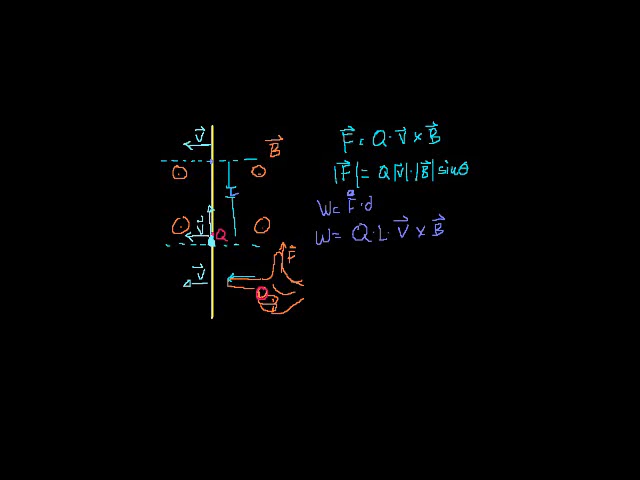 V
B
F = Q · V × B
|F| = Q |V| · |B| sinθ
L
W = F · d
V
Q
W = Q · L · V × B
V
F